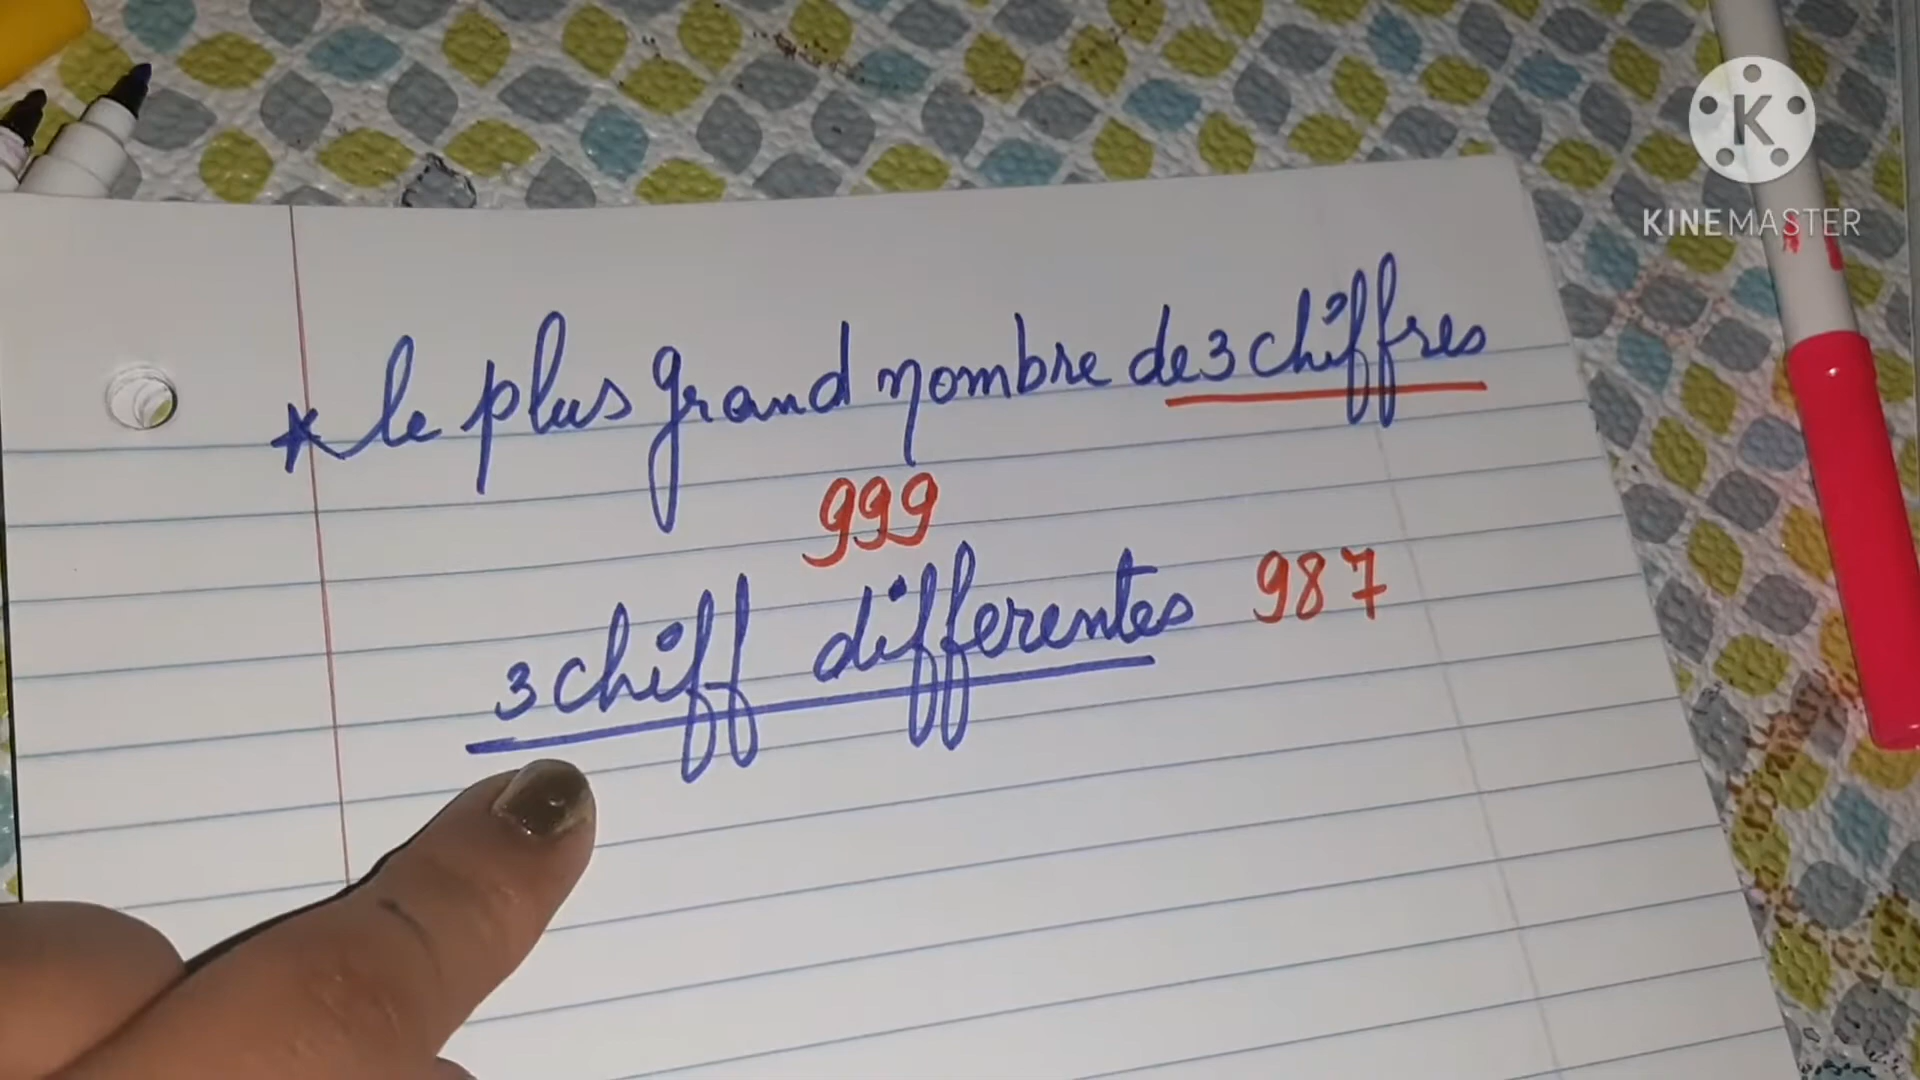 K
KINEMASTER
* le plus grand nombre de 3 chiffres
999
3 chiff differentes 987